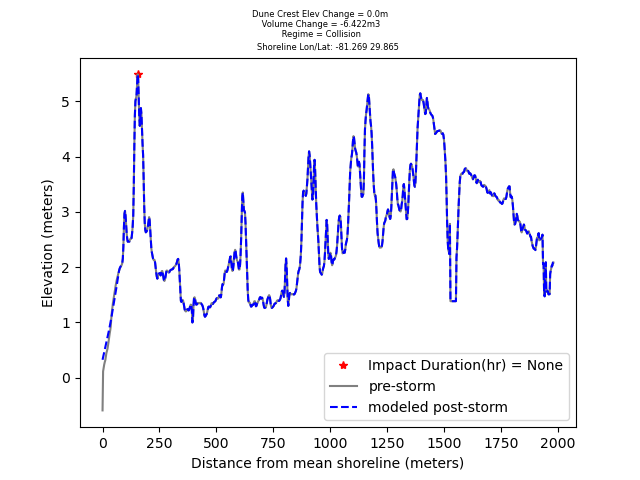 Dune Crest Elev Change = 0.0m
Volume Change = -6.422m3
Regime = Collision
Shoreline Lon/Lat: -81.269 29.865
5
4
3
2
1
0
Elevation (meters)
Impact Duration(hr) = None
pre-storm
modeled post-storm
0 250 500 750 1000 1250 1500 1750 2000
Distance from mean shoreline (meters)